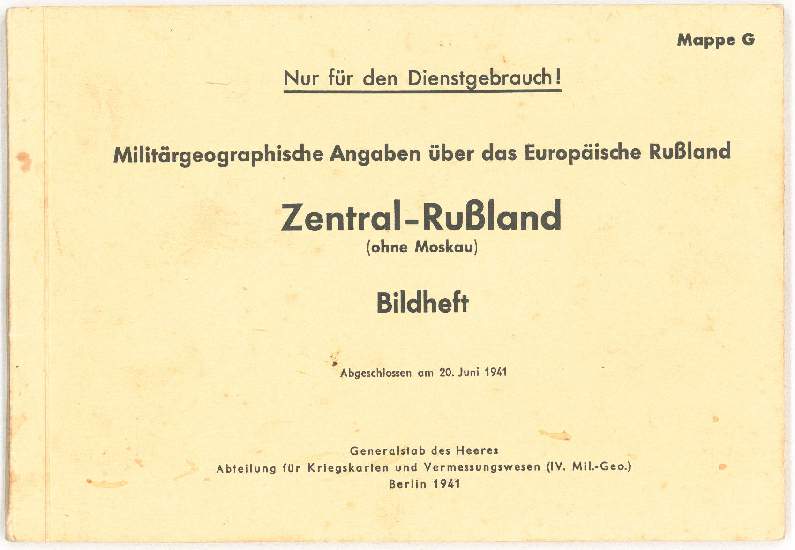 Mappe G
Nur für den Dienstgebrauch!
Militärgeographische Angaben über das Europäische Rußland
Zentral-Rußland
(ohne Moskau)
Bildheft
Abgeschlossen am 20. Juni 1941
Generalstab des Heeres
Abteilung für Kriegskarten und Vermessungswesen (IV. Mil.-Geo.)
Berlin 1941